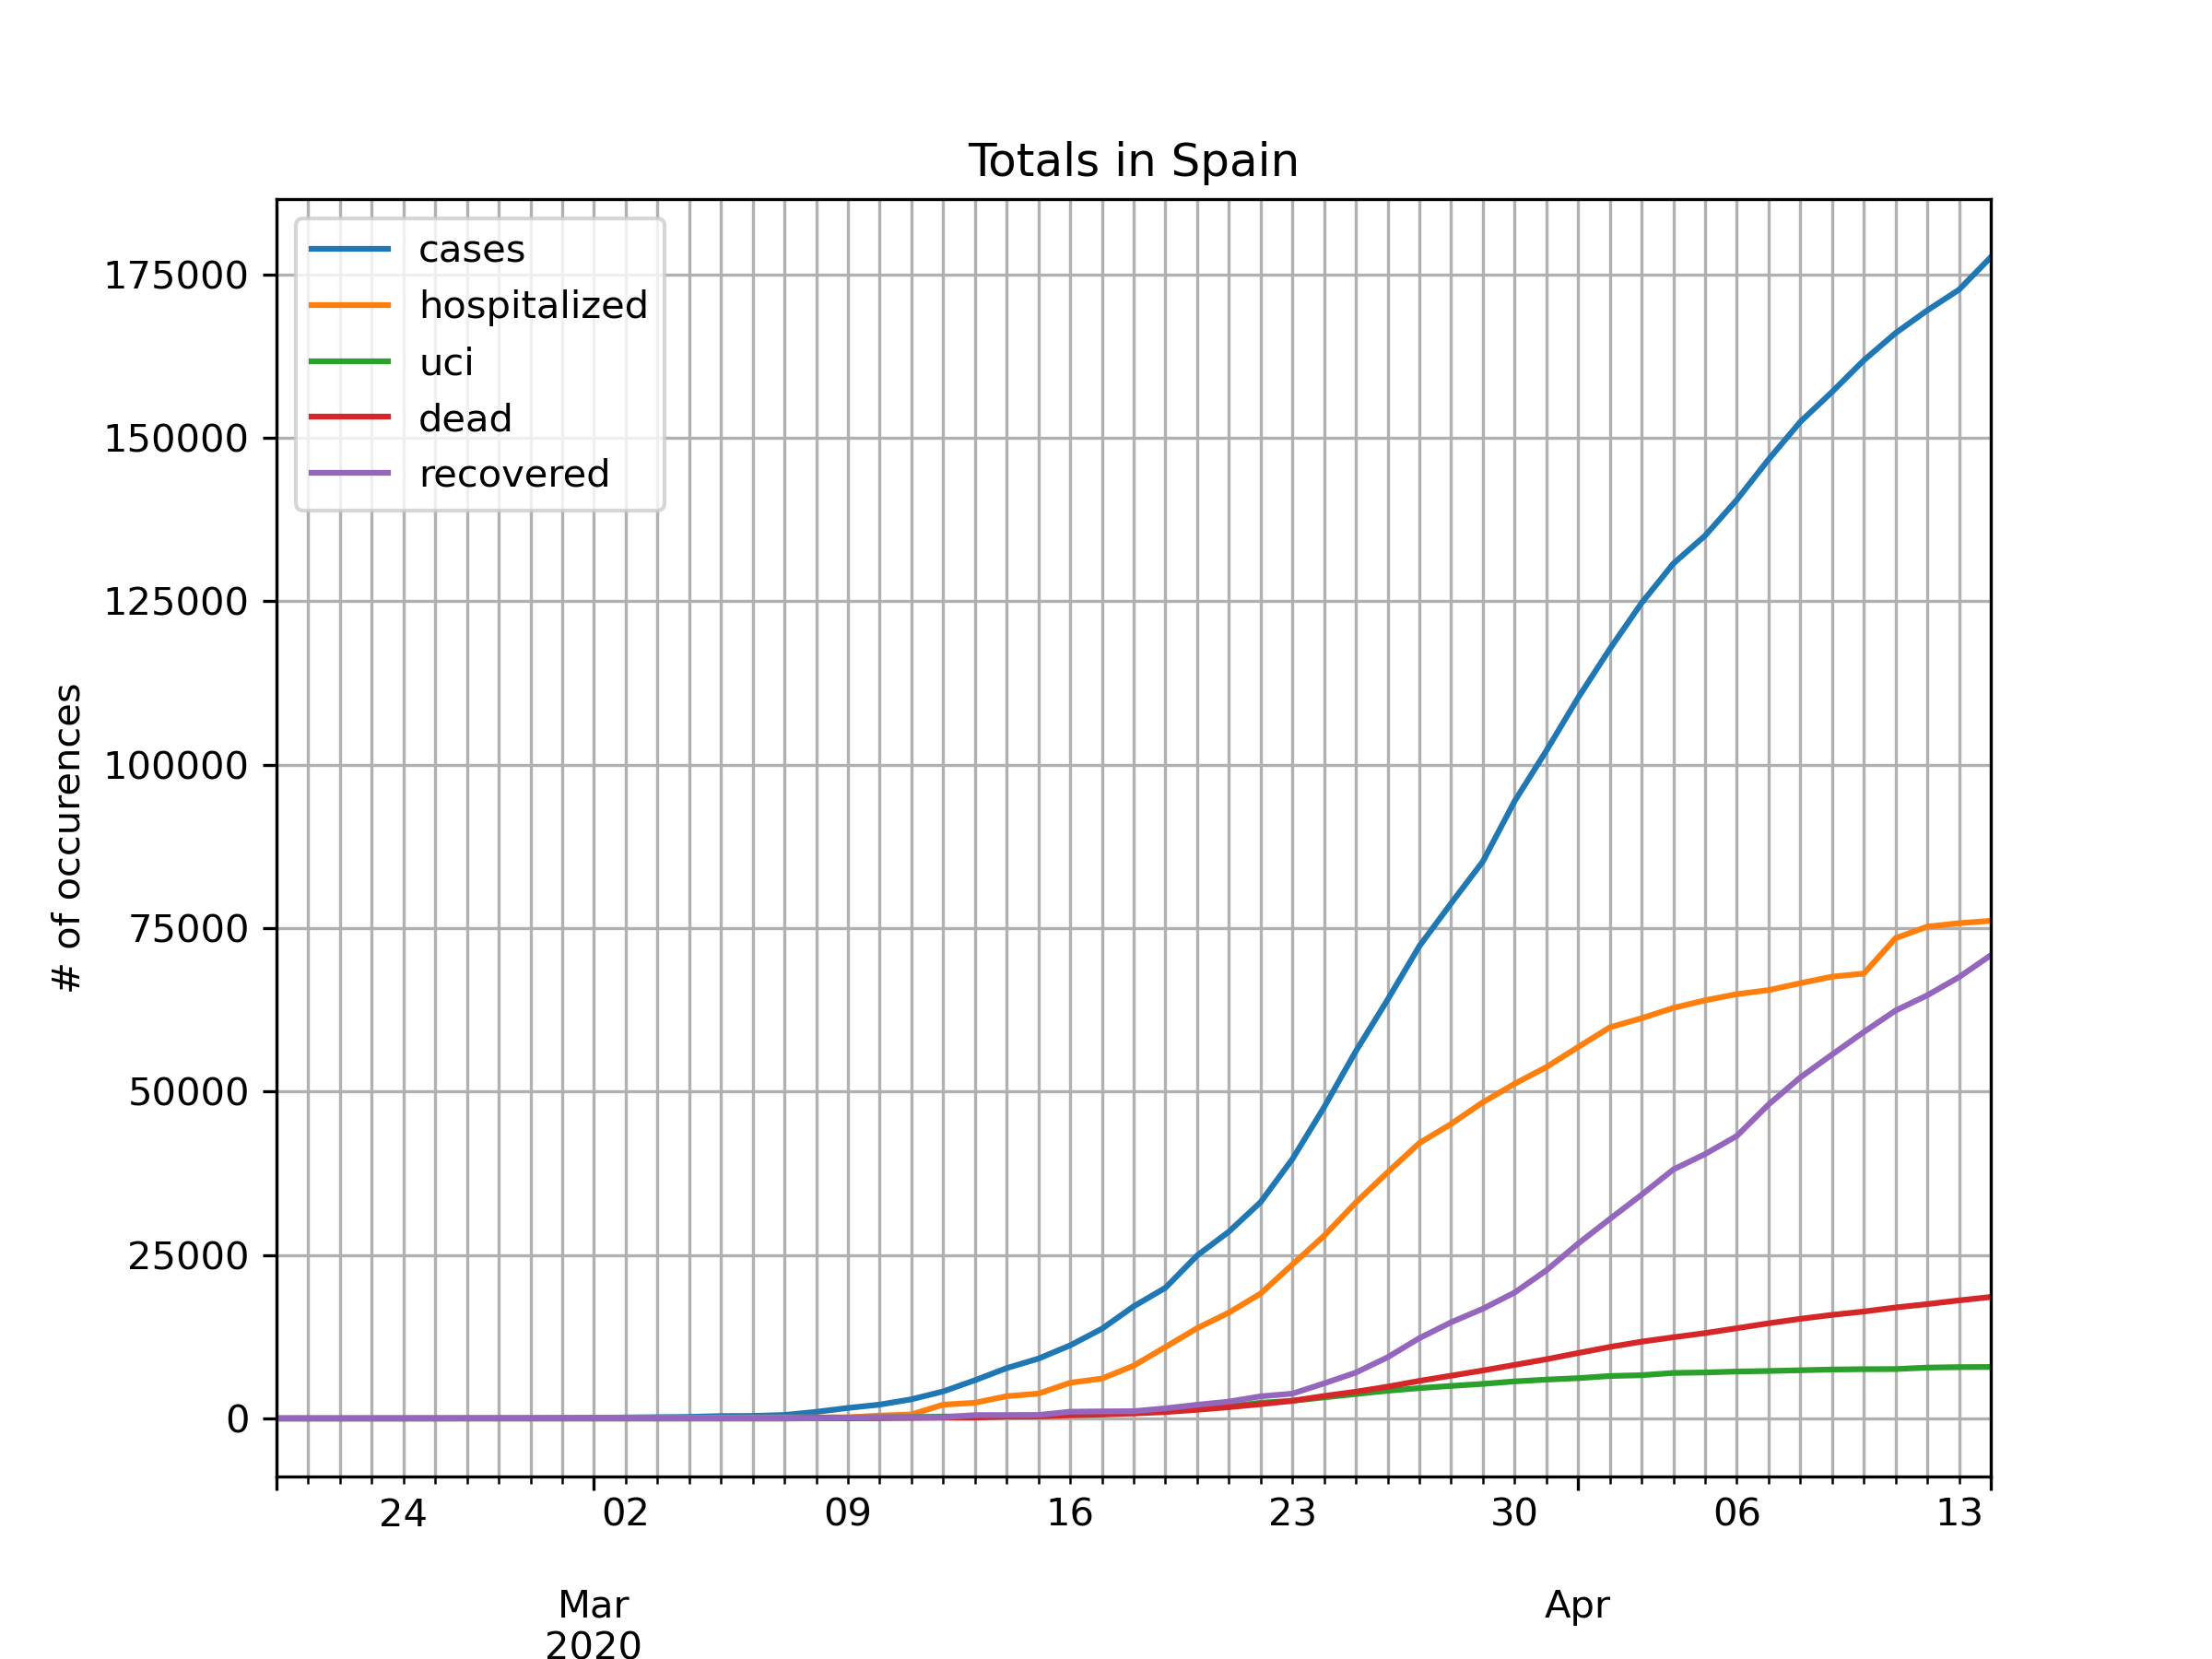 Totals in Spain
cases
hospitalized
uci
dead
recovered
175000
150000
125000
100000
75000
50000
25000
0
# of occurences
24 02 09 16 23 30 06 13
Mar Apr
2020